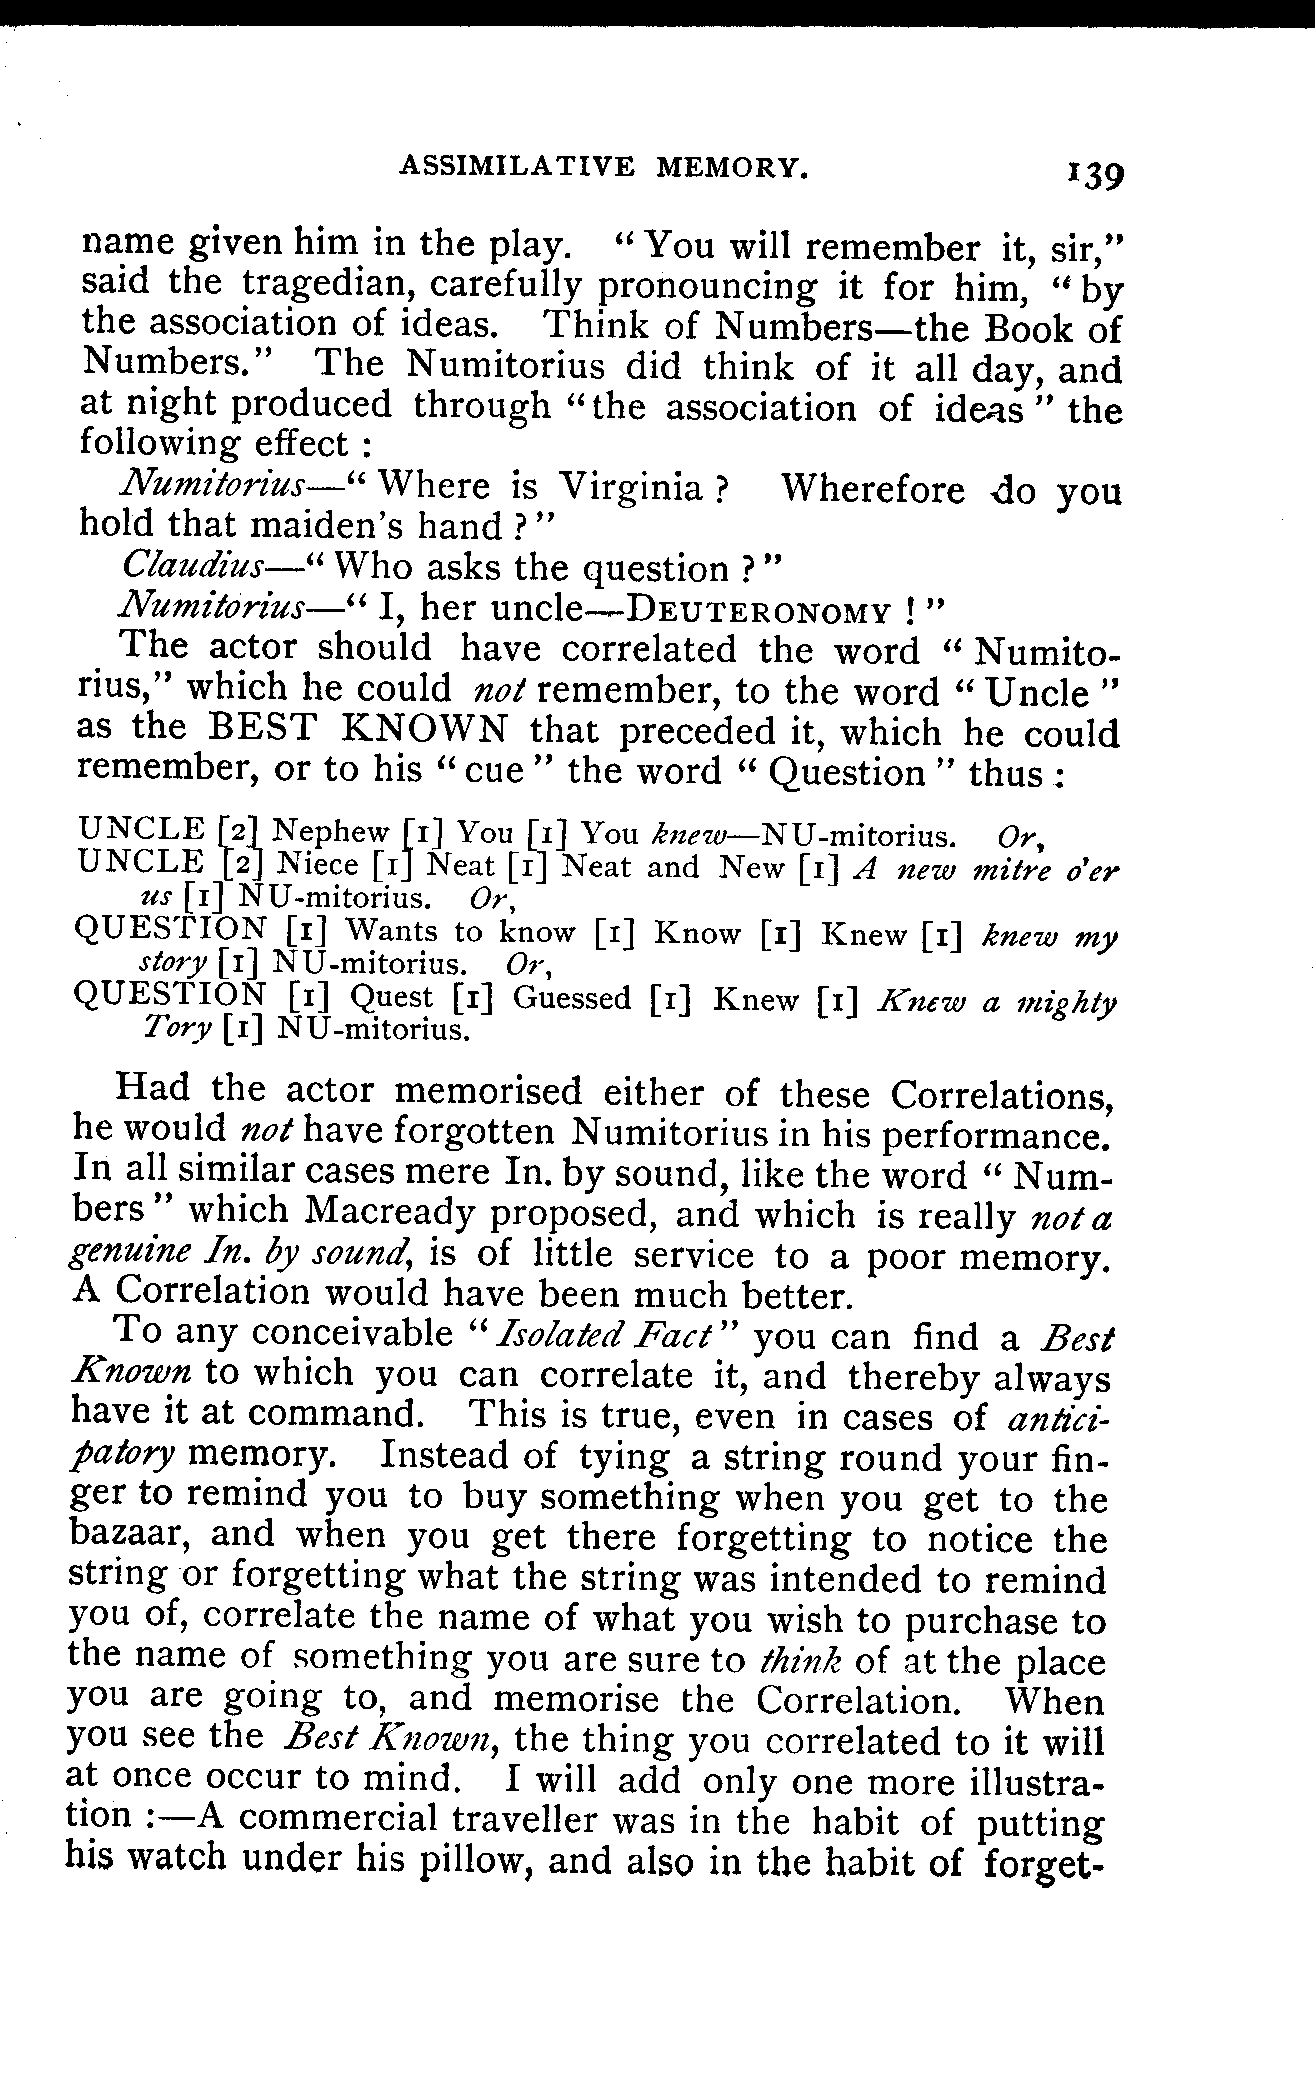 ASSIMILATIVE MEMORY. 139
name given him in the play. “ You will remember it, sir,”
said the tragedian, carefully pronouncing it for him, “ by
the association of ideas. Think of Numbers—the Book of
Numbers.” The Numitorius did think of it all day, and
at night produced through “ the association of ideas ” the
following effect :
Numitorius—“ Where is Virginia ? Wherefore do you
hold that maiden's hand ? ”
Claudius—“ Who asks the question ? ”
Numitorius—“ I, her uncle—DEUTERONOMY ! ”
The actor should have correlated the word “ Numito-
rius,” which he could not remember, to the word “ Uncle ”
as the BEST KNOWN that preceded it, which he could
remember, or to his “ cue ” the word “ Question ” thus :
UNCLE [2] Nephew [1] You [1] You knew—NU-mitorius. Or,
UNCLE [2] Niece [1] Neat [1] Neat and New [1] A new mitre o'er
us [1] NU-mitorius. Or,
QUESTION [1] Wants to know [1] Know [1] Knew [1] knew my
story [1] NU-mitorius. Or,
QUESTION [1] Quest [1] Guessed [1] Knew [1] Knew a mighty
Tory [1] NU-mitorius.
Had the actor memorised either of these Correlations,
he would not have forgotten Numitorius in his performance.
In all similar cases mere In. by sound, like the word “ Num-
bers ” which Macready proposed, and which is really not a
genuine In. by sound, is of little service to a poor memory.
A Correlation would have been much better.
To any conceivable “ Isolated Fact ” you can find a Best
Known to which you can correlate it, and thereby always
have it at command. This is true, even in cases of antici-
patory memory. Instead of tying a string round your fin-
ger to remind you to buy something when you get to the
bazaar, and when you get there forgetting to notice the
string or forgetting what the string was intended to remind
you of, correlate the name of what you wish to purchase to
the name of something you are sure to think of at the place
you are going to, and memorise the Correlation. When
you see the Best Known, the thing you correlated to it will
at once occur to mind. I will add only one more illustra-
tion :—A commercial traveller was in the habit of putting
his watch under his pillow, and also in the habit of forget-